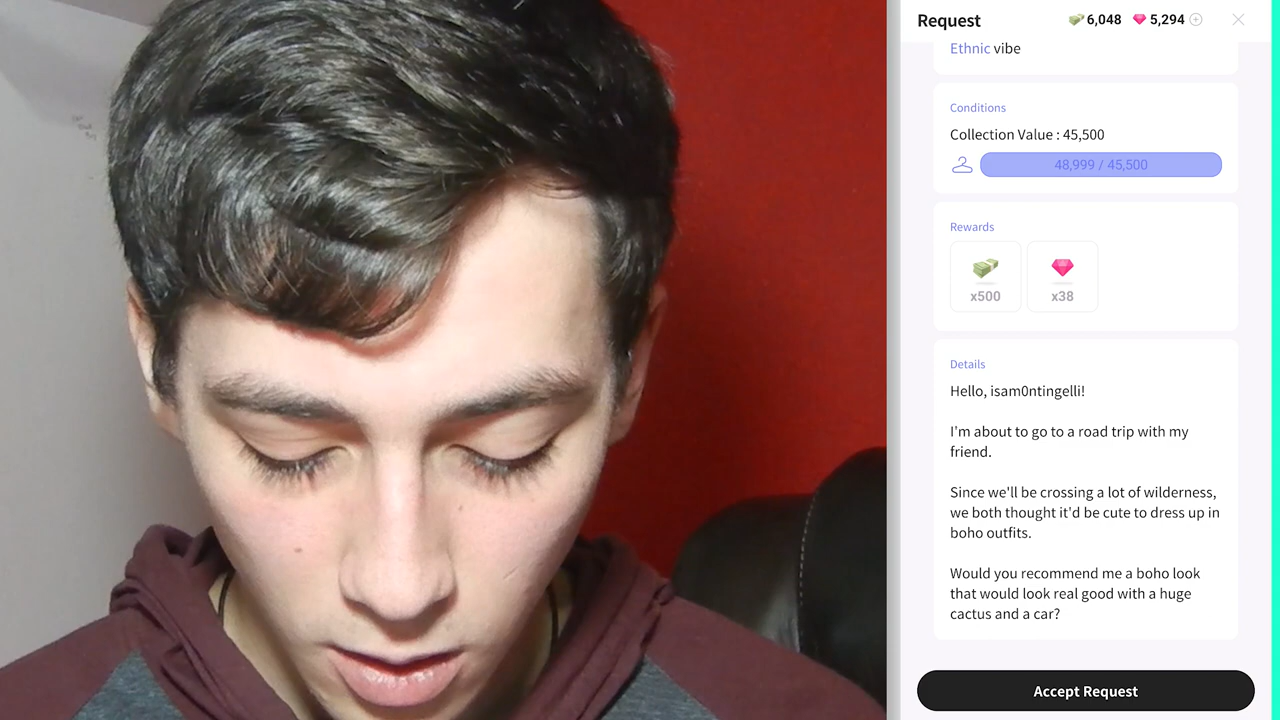 Request
6,048
5,294
Ethnic vibe
Conditions
Collection Value : 45,500
48,999 / 45,500
Rewards
x500
x38
Details
Hello, isam0ntingelli!
I'm about to go to a road trip with my
friend.
Since we'll be crossing a lot of wilderness,
we both thought it'd be cute to dress up in
boho outfits.
Would you recommend me a boho look
that would look real good with a huge
cactus and a car?
Accept Request